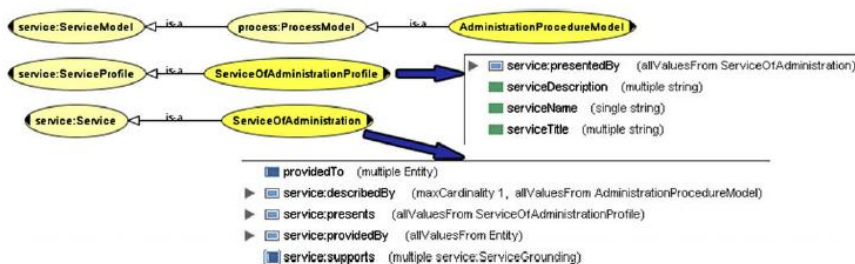 service:ServiceModel is-a process:ProcessModel is-a AdministrationProcedureModel
service:ServiceProfile is-a ServiceOfAdministrationProfile
service:Service is-a ServiceOfAdministration
service:presentedBy (allValuesFrom ServiceOfAdministration)
serviceDescription (multiple string)
serviceName (single string)
serviceTitle (multiple string)
providedTo (multiple Entity)
service:describedBy (maxCardinality 1, allValuesFrom AdministrationProcedureModel)
service:presents (allValuesFrom ServiceOfAdministrationProfile)
service:providedBy (allValuesFrom Entity)
service:supports (multiple service:ServiceGrounding)